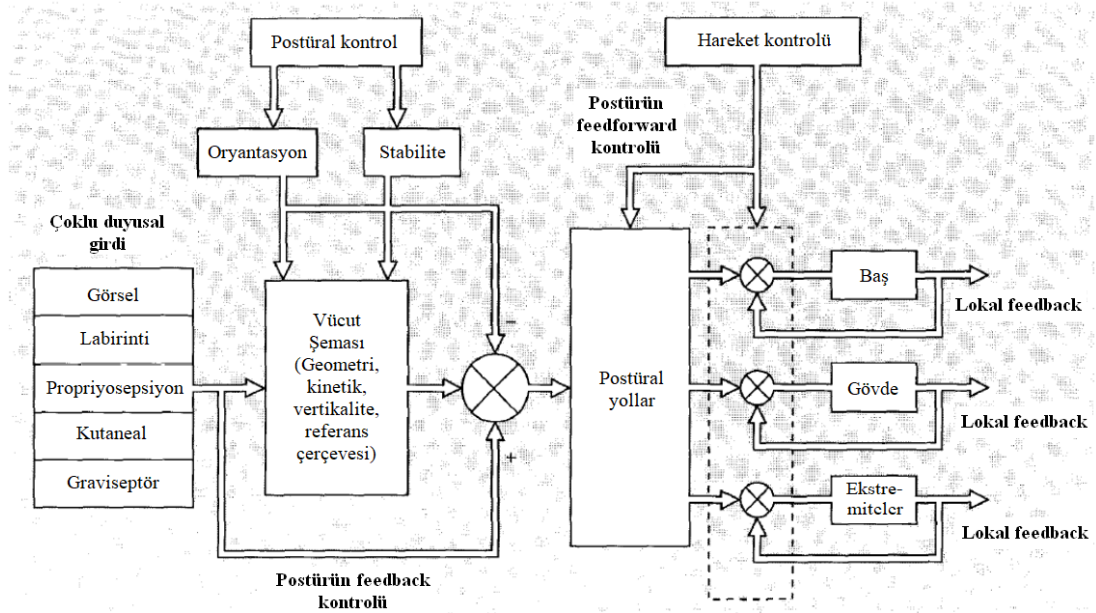 Postüral kontrol
Hareket kontrolü
Postürün
feedforward
kontrolü
Oryantasyon
Stabilite
Çoklu duyusal
girdi
Görsel
Labirinti
Propriyosepsiyon
Kutaneal
Graviseptör
Vücut
Şeması
(Geometri,
kinetik,
vertikalite,
referans
çerçevesi)
−
+
Postürün feedback
kontrolü
Postüral
yollar
Baş
Lokal feedback
Gövde
Lokal feedback
Ekstre-
miteler
Lokal feedback